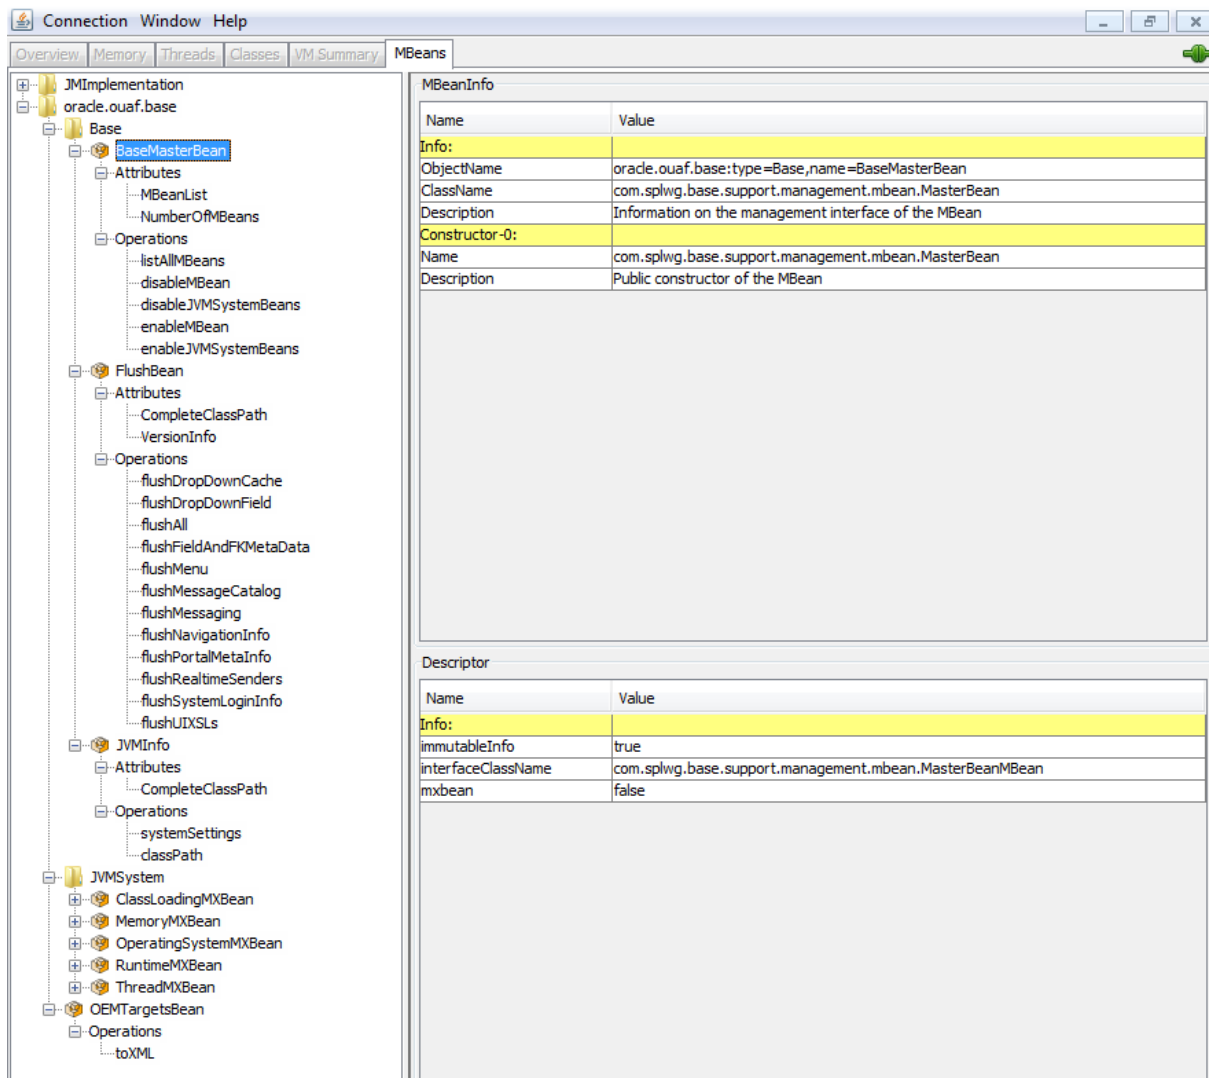 Connection Window Help
Overview Memory Threads Classes VM Summary MBeans
JMImplementation
oracle.ouaf.base
Base
BaseMasterBean
Attributes
MBeanList
NumberOfMBeans
Operations
listAllMBeans
disableMBean
disableJVMSystemBeans
enableMBean
enableJVMSystemBeans
FlushBean
Attributes
CompleteClassPath
VersionInfo
Operations
flushDropDownCache
flushDropDownField
flushAll
flushFieldAndFKMetaData
flushMenu
flushMessageCatalog
flushMessaging
flushNavigationInfo
flushPortalMetaInfo
flushRealtimeSenders
flushSystemLoginInfo
flushUIXSLs
JVMInfo
Attributes
CompleteClassPath
Operations
systemSettings
classPath
JVMSystem
ClassLoadingMXBean
MemoryMXBean
OperatingSystemMXBean
RuntimeMXBean
ThreadMXBean
OEMTargetsBean
Operations
toXML
MBeanInfo
Name Value
Info:
ObjectName oracle.ouaf.base:type=Base,name=BaseMasterBean
ClassName com.splwg.base.support.management.mbean.MasterBean
Description Information on the management interface of the MBean
Constructor-0:
Name com.splwg.base.support.management.mbean.MasterBean
Description Public constructor of the MBean
Descriptor
Name Value
Info:
immutableInfo true
interfaceClassName com.splwg.base.support.management.mbean.MasterBeanMBean
mxbean false